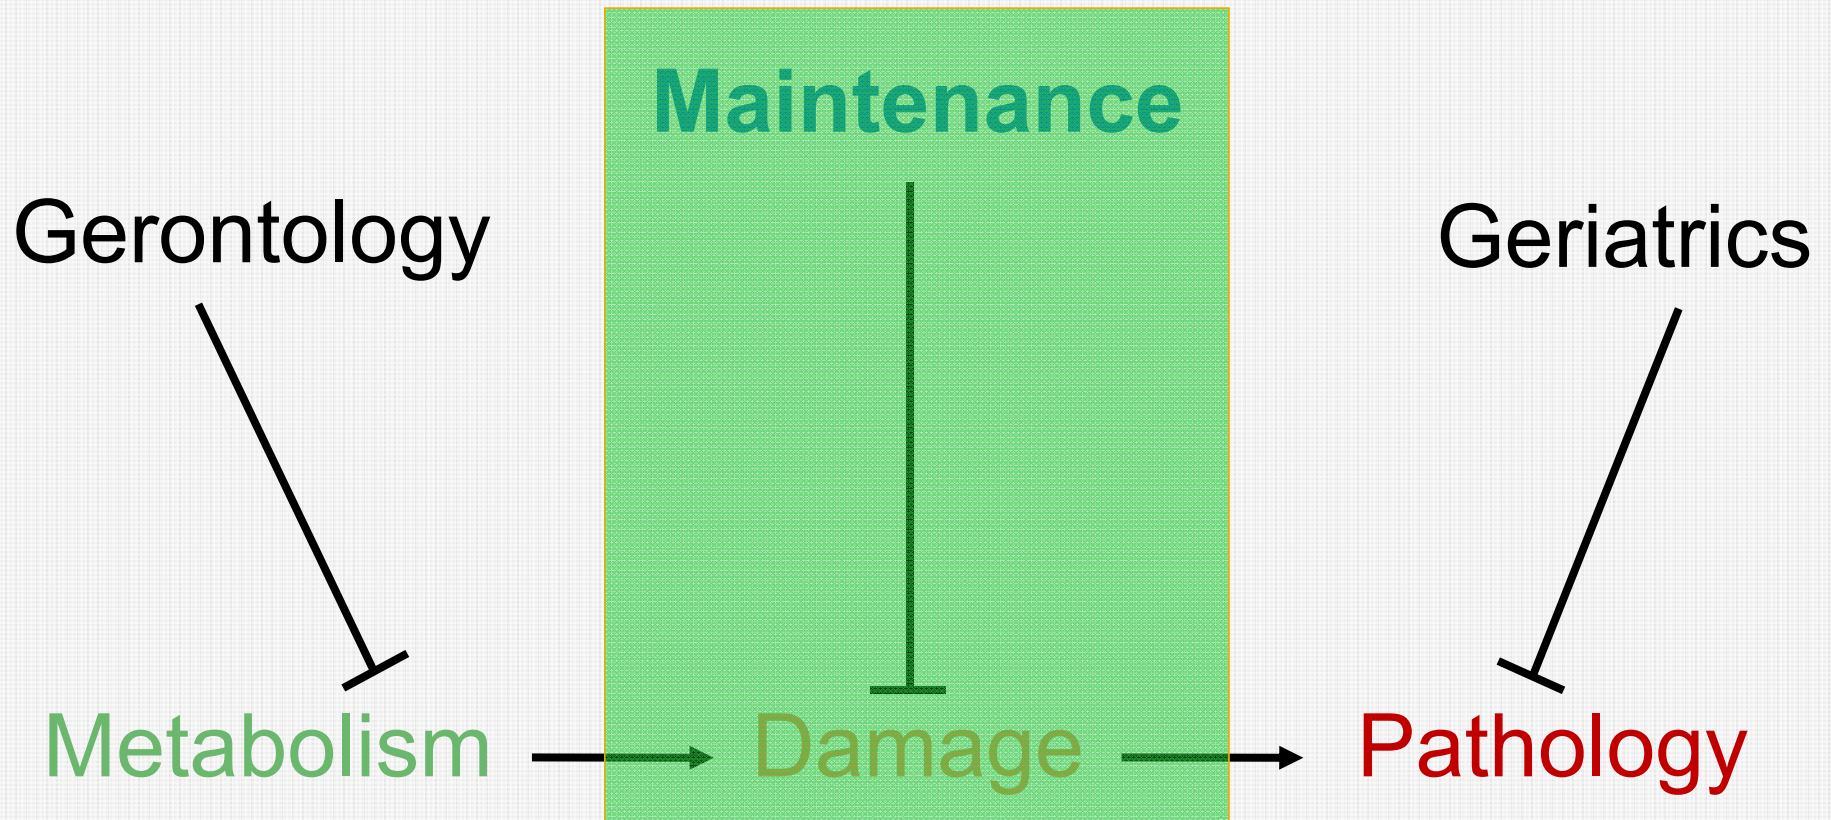 Maintenance
Gerontology
Geriatrics
Metabolism
Damage
Pathology